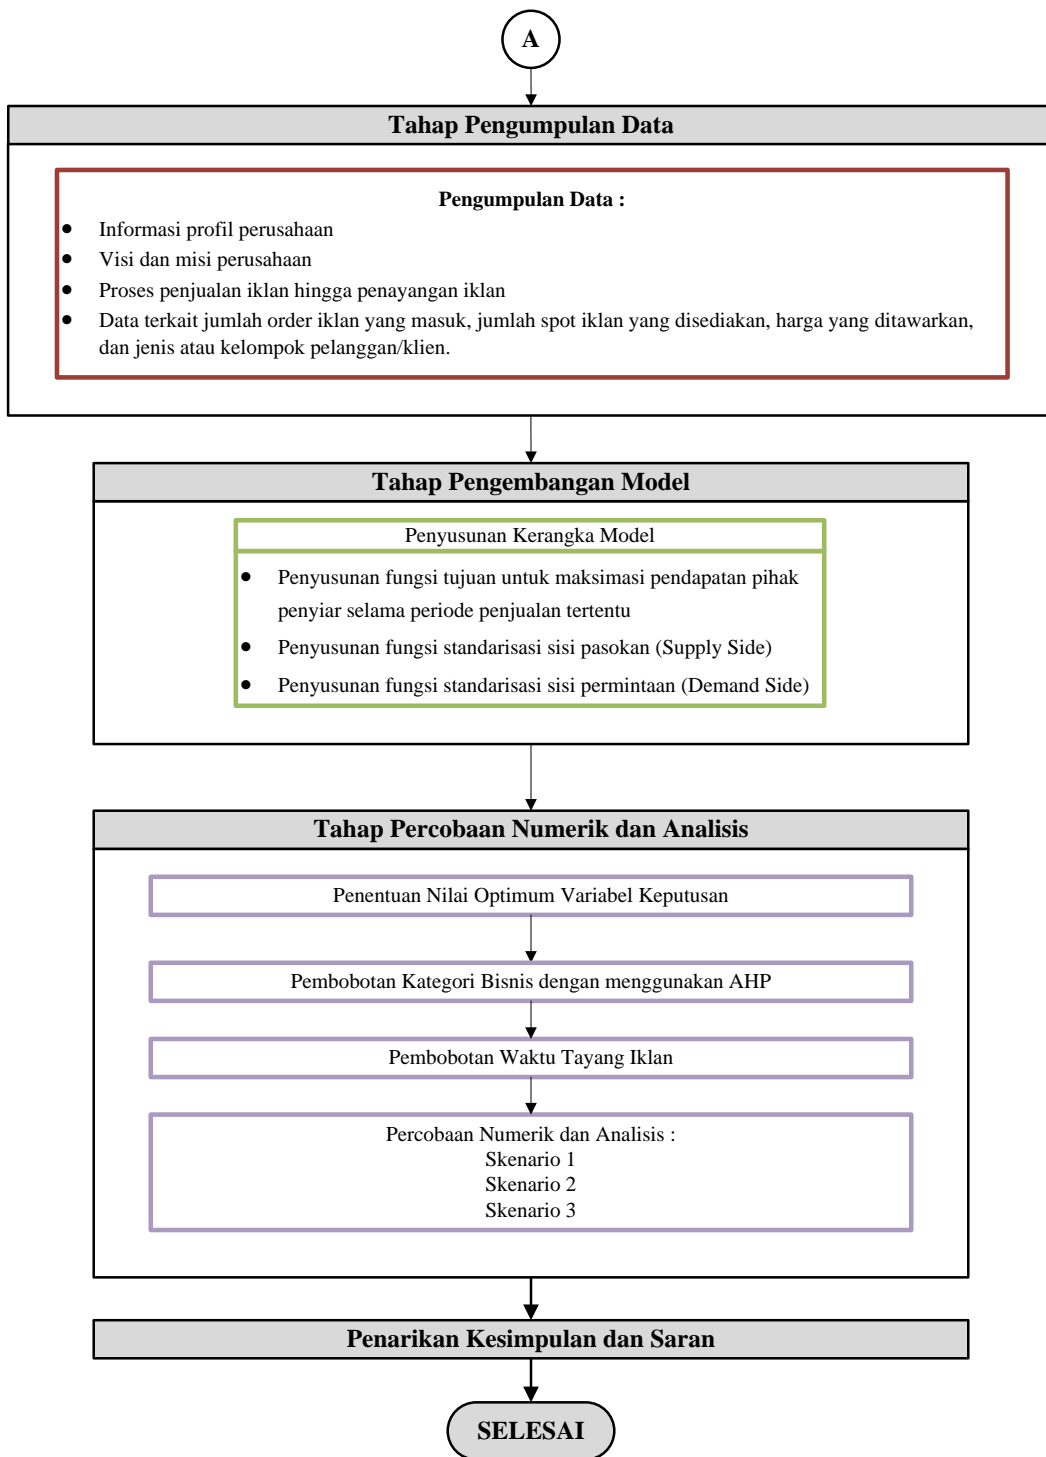 A
Tahap Pengumpulan Data
Pengumpulan Data :
● Informasi profil perusahaan
● Visi dan misi perusahaan
● Proses penjualan iklan hingga penayangan iklan
● Data terkait jumlah order iklan yang masuk, jumlah spot iklan yang disediakan, harga yang ditawarkan,
dan jenis atau kelompok pelanggan/klien.
Tahap Pengembangan Model
Penyusunan Kerangka Model
● Penyusunan fungsi tujuan untuk maksimasi pendapatan pihak
penyiar selama periode penjualan tertentu
● Penyusunan fungsi standarisasi sisi pasokan (Supply Side)
● Penyusunan fungsi standarisasi sisi permintaan (Demand Side)
Tahap Percobaan Numerik dan Analisis
Penentuan Nilai Optimum Variabel Keputusan
Pembobotan Kategori Bisnis dengan menggunakan AHP
Pembobotan Waktu Tayang Iklan
Percobaan Numerik dan Analisis :
Skenario 1
Skenario 2
Skenario 3
Penarikan Kesimpulan dan Saran
SELESAI